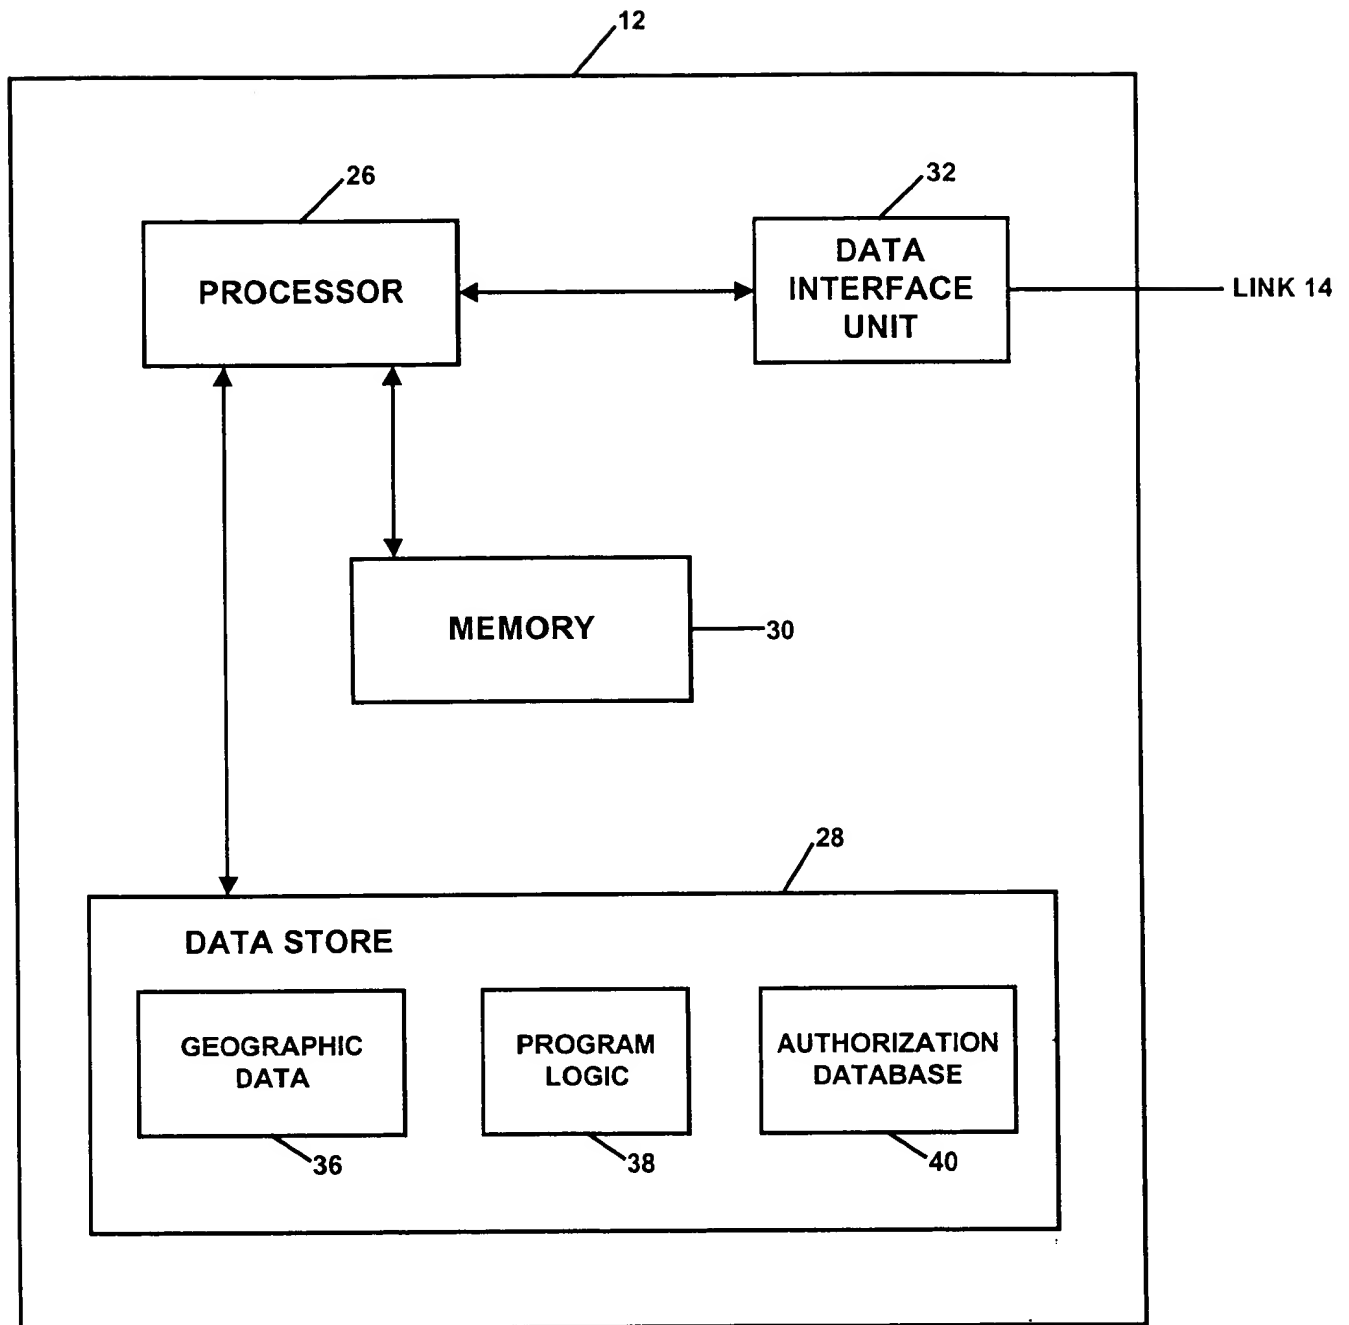 12
26
32
PROCESSOR
DATA
INTERFACE
UNIT
LINK 14
MEMORY
30
28
DATA STORE
GEOGRAPHIC
DATA
PROGRAM
LOGIC
AUTHORIZATION
DATABASE
36
38
40